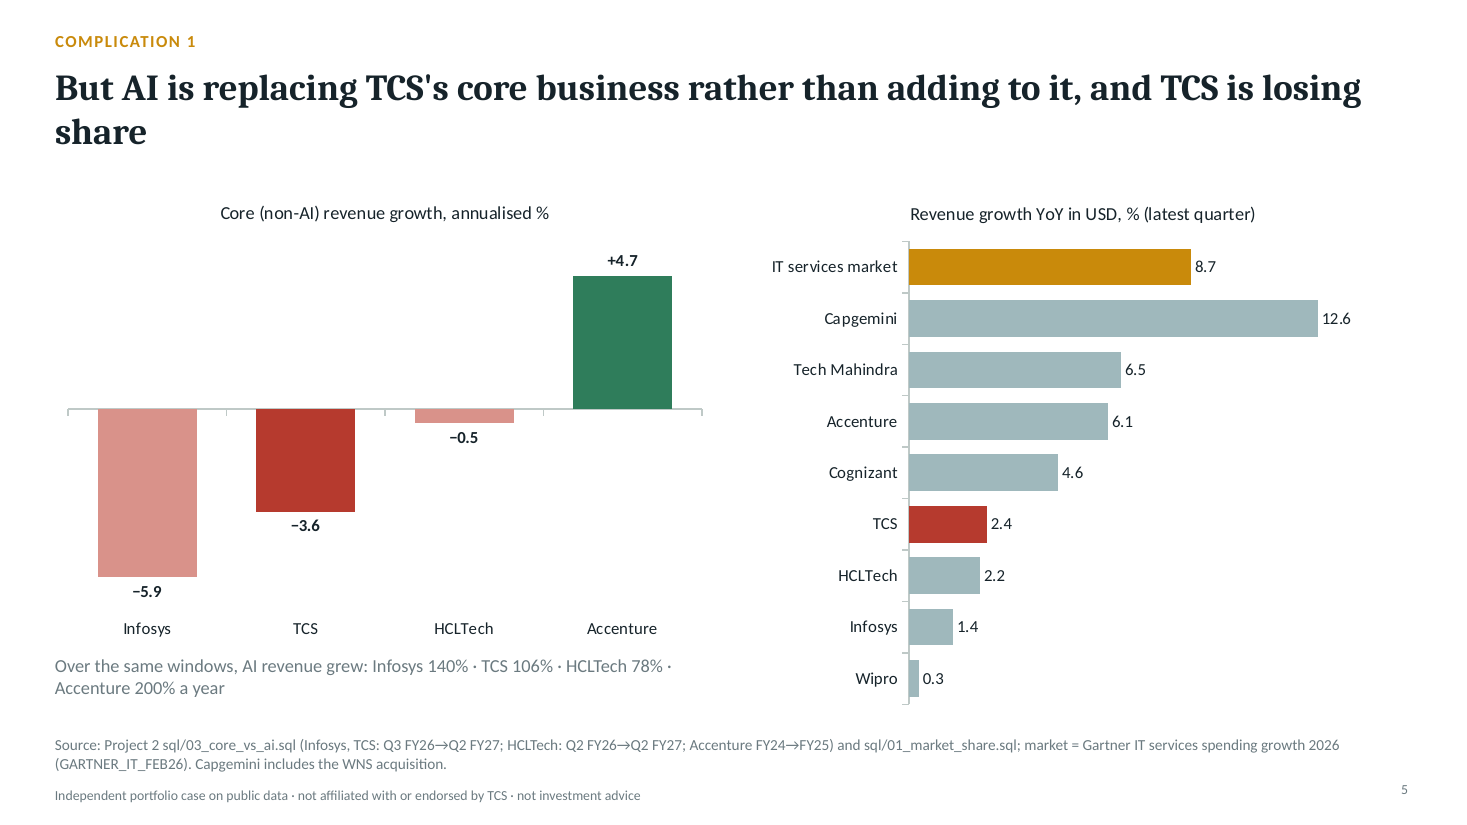 COMPLICATION 1
But AI is replacing TCS's core business rather than adding to it, and TCS is losing
share
Core (non-AI) revenue growth, annualised %
+4.7
−0.5
−3.6
−5.9
Infosys
TCS
HCLTech
Accenture
Over the same windows, AI revenue grew: Infosys 140% · TCS 106% · HCLTech 78% ·
Accenture 200% a year
Revenue growth YoY in USD, % (latest quarter)
IT services market 8.7
Capgemini 12.6
Tech Mahindra 6.5
Accenture 6.1
Cognizant 4.6
TCS 2.4
HCLTech 2.2
Infosys 1.4
Wipro 0.3
Source: Project 2 sql/03_core_vs_ai.sql (Infosys, TCS: Q3 FY26→Q2 FY27; HCLTech: Q2 FY26→Q2 FY27; Accenture FY24→FY25) and sql/01_market_share.sql; market = Gartner IT services spending growth 2026
(GARTNER_IT_FEB26). Capgemini includes the WNS acquisition.
Independent portfolio case on public data · not affiliated with or endorsed by TCS · not investment advice
5